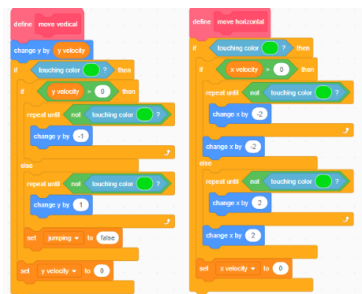 define move vedical
change y by y velocity
if touching color ? then
if y velocity > 0 then
repeat until not touching color ?
change y by -1
else
repeat until not touching color ?
change y by 1
set jumping to false
set y velocity to 0
define move horizontal
if touching color ? then
if x velocity > 0 then
repeat until not touching color ?
change x by -2
change x by -2
else
repeat until not touching color ?
change x by 2
change x by 2
set x velocity to 0